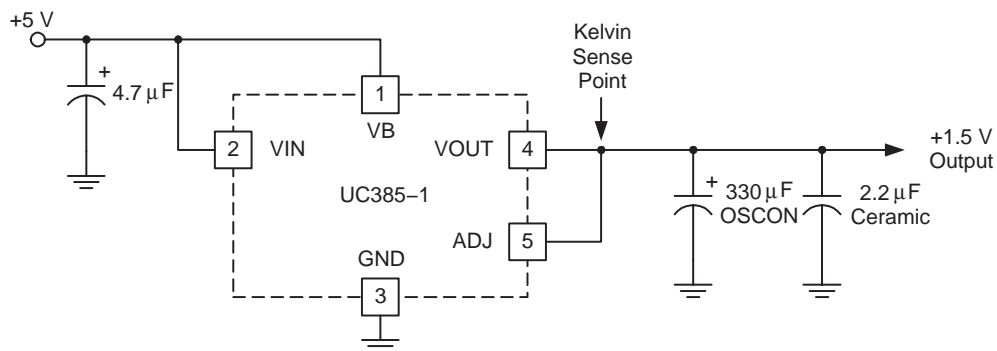 +5 V
+
4.7 µF
1
VB
2
VIN
UC385–1
GND
3
VOUT
4
ADJ
5
Kelvin
Sense
Point
+1.5 V
Output
+
330 µF
OSCON
2.2 µF
Ceramic